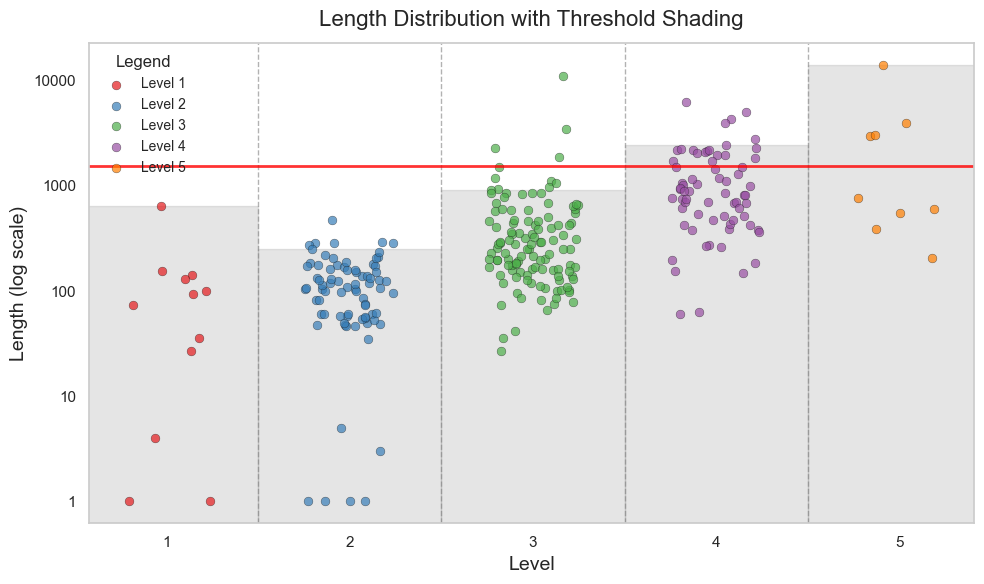 Length Distribution with Threshold Shading
Length (log scale)
10000
1000
100
10
1
Legend
Level 1
Level 2
Level 3
Level 4
Level 5
1
2
3
4
5
Level